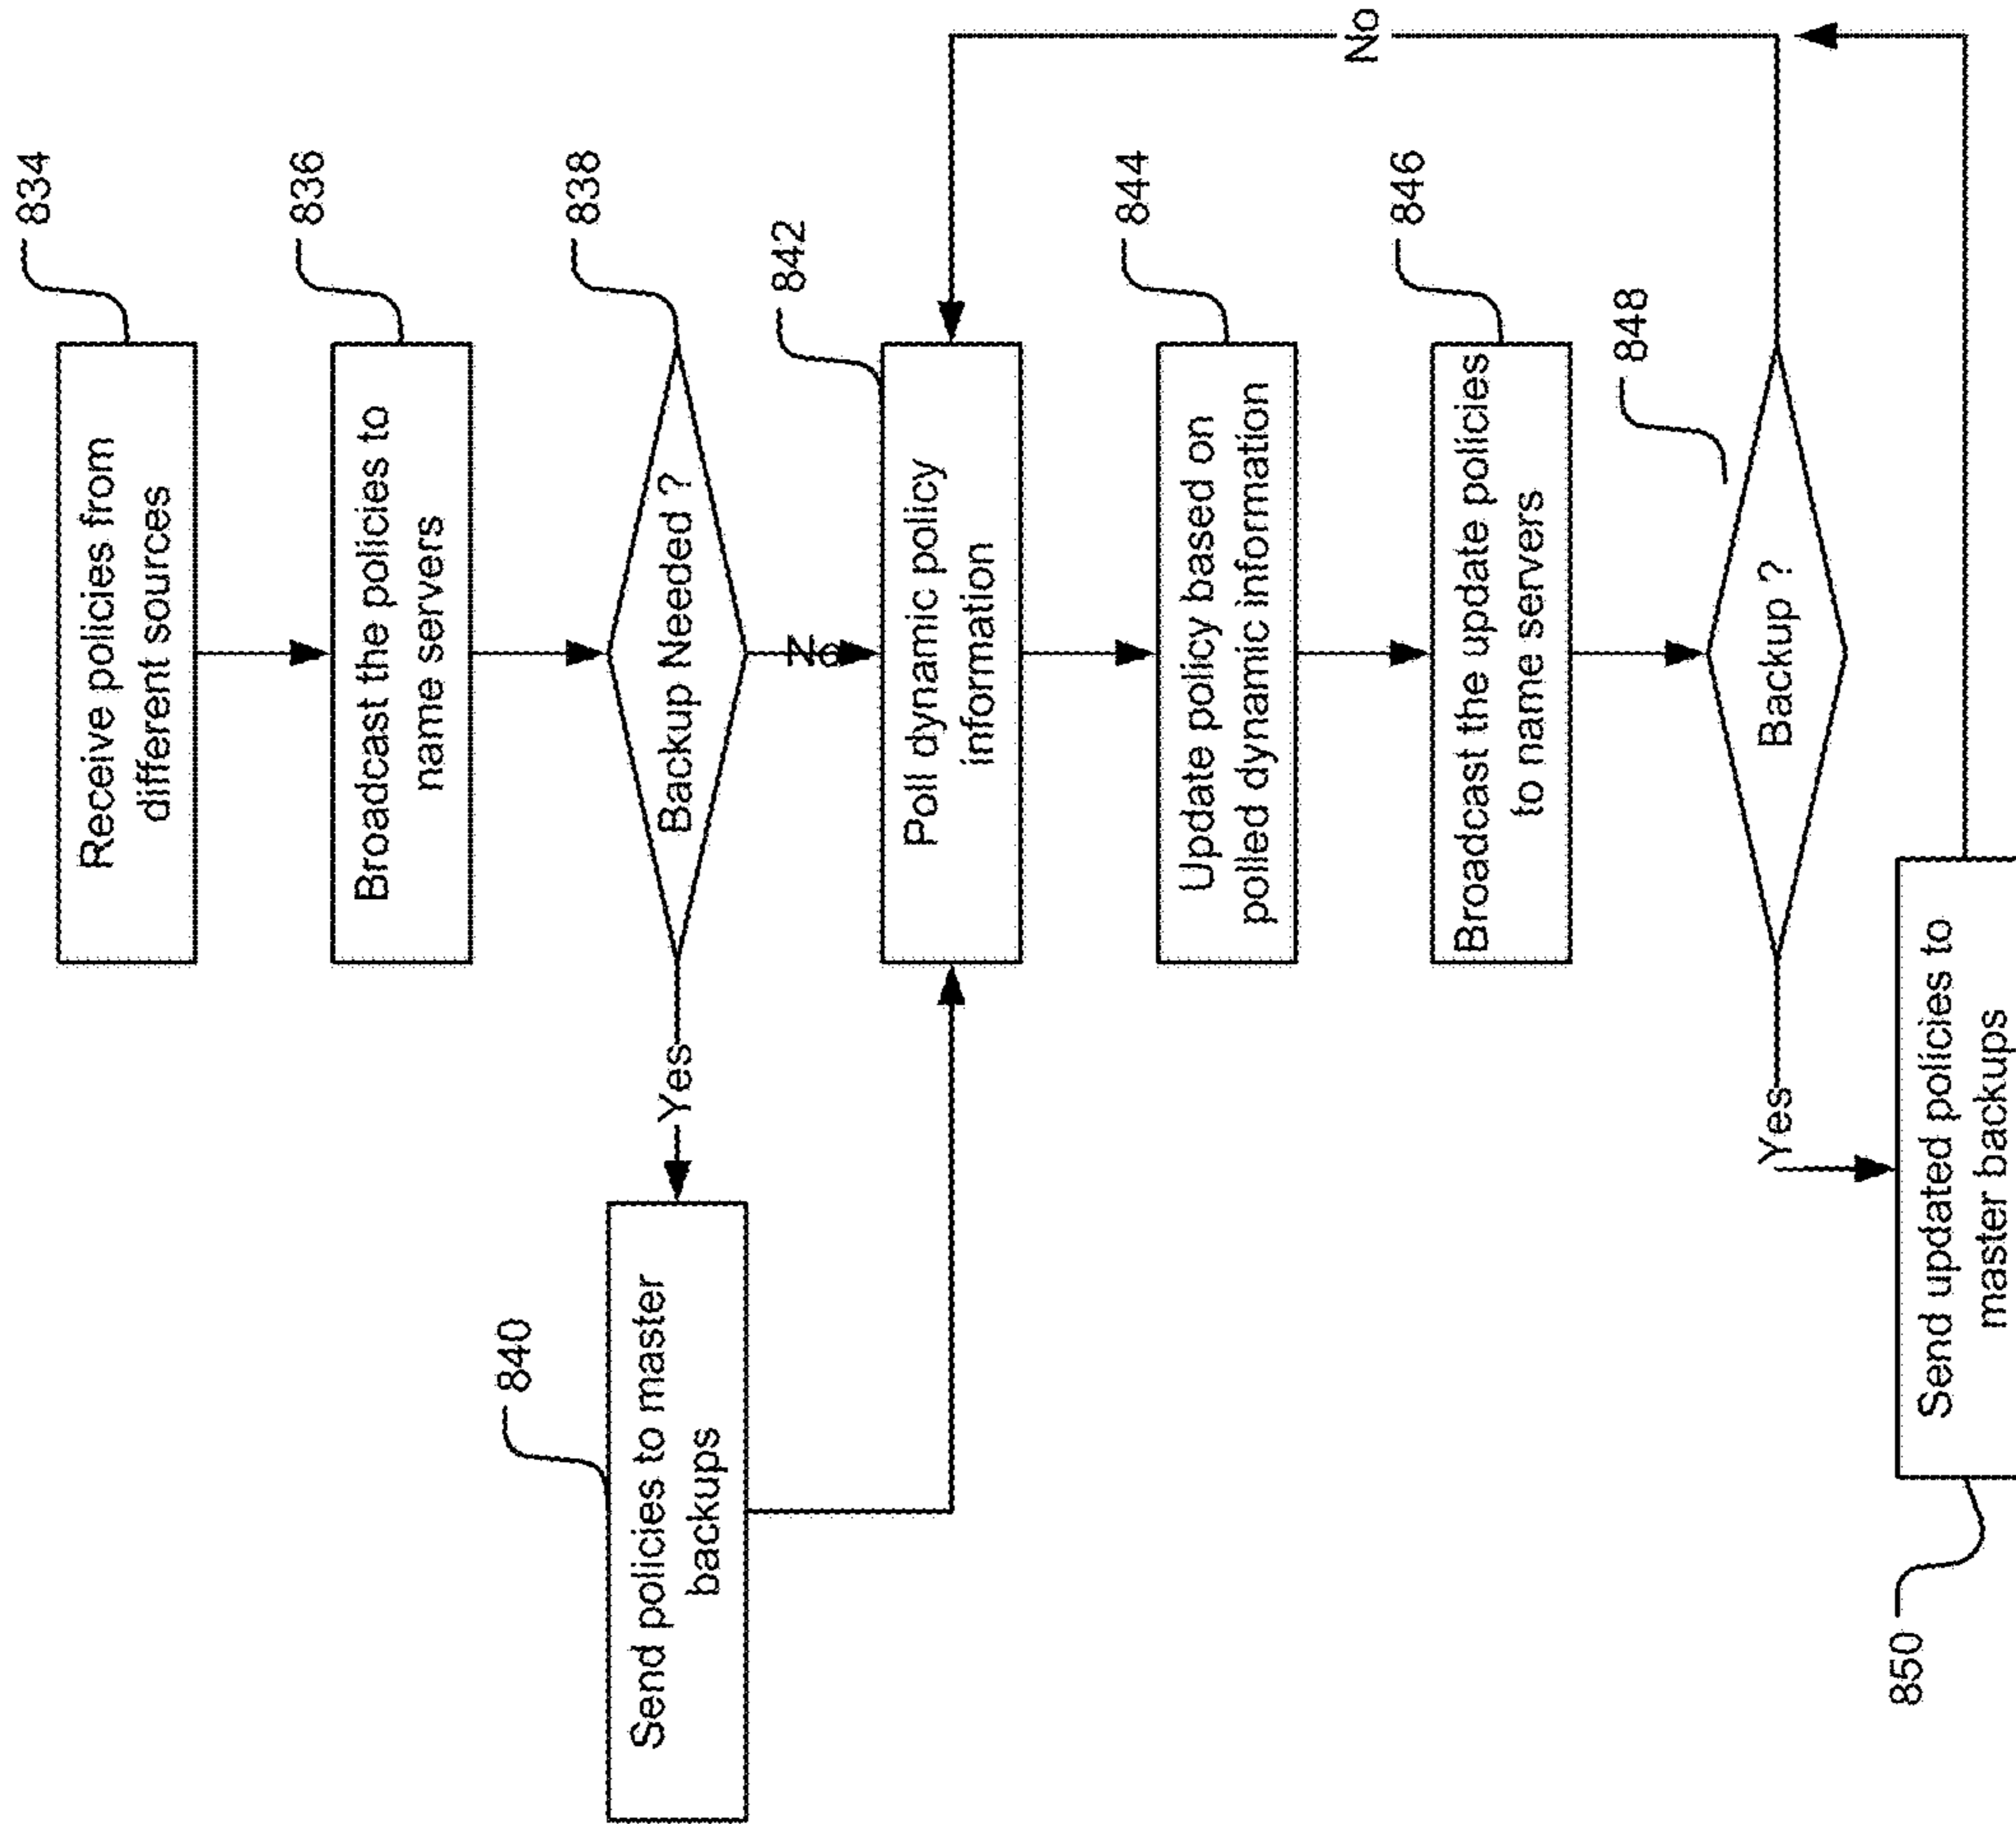 834
Receive policies from
different sources
836
Broadcast the policies to
name servers
838
Backup Needed ?
Yes
No
840
Send policies to master
backups
842
Poll dynamic policy
information
844
Update policy based on
polled dynamic information
846
Broadcast the update policies
to name servers
848
Backup ?
No
Yes
850
Send updated policies to
master backups